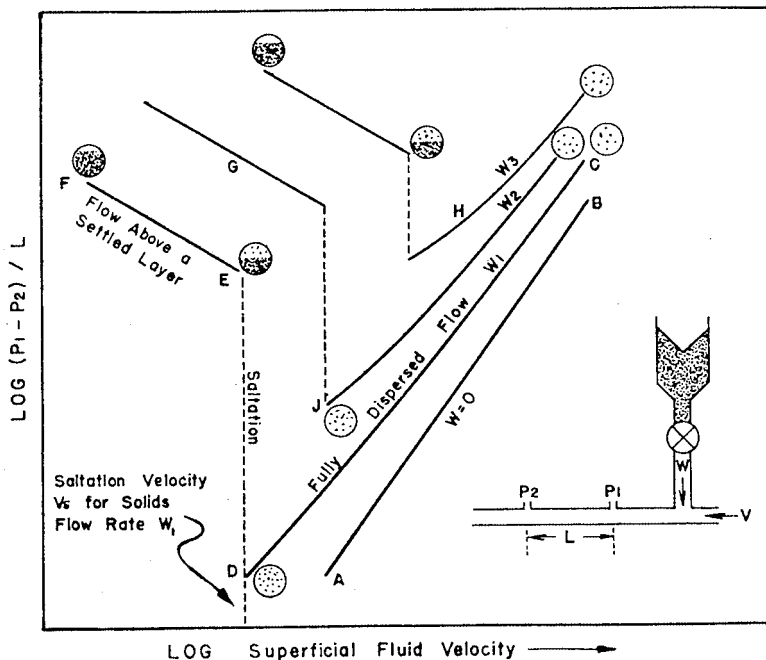 LOG (P1 - P2) / L
F
Flow Above a
Settled Layer
E
G
H
W3
W2
C
B
W1
Flow
Dispersed
Fully
W=O
Saltation
J
D
A
Saltation Velocity
Vs for Solids
Flow Rate W1
W
P2
P1
V
L
LOG Superficial Fluid Velocity